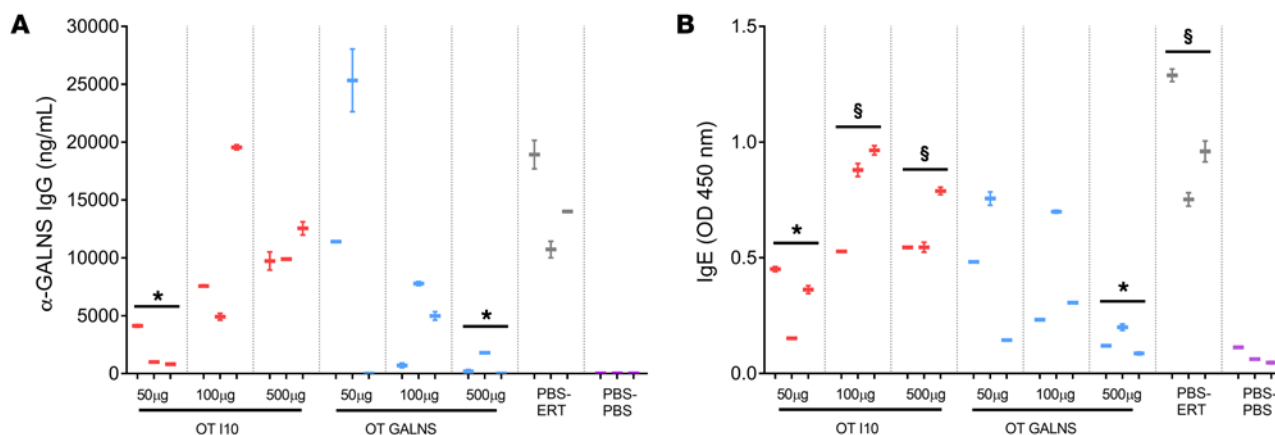 A
α-GALNS IgG (ng/mL)
30000
25000
20000
15000
10000
5000
0
*
*
50μg 100μg 500μg 50μg 100μg 500μg PBS-ERT PBS-PBS
OT I10 OT GALNS
B
IgE (OD 450 nm)
1.5
1.0
0.5
0.0
*
§
§
*
§
50μg 100μg 500μg 50μg 100μg 500μg PBS-ERT PBS-PBS
OT I10 OT GALNS